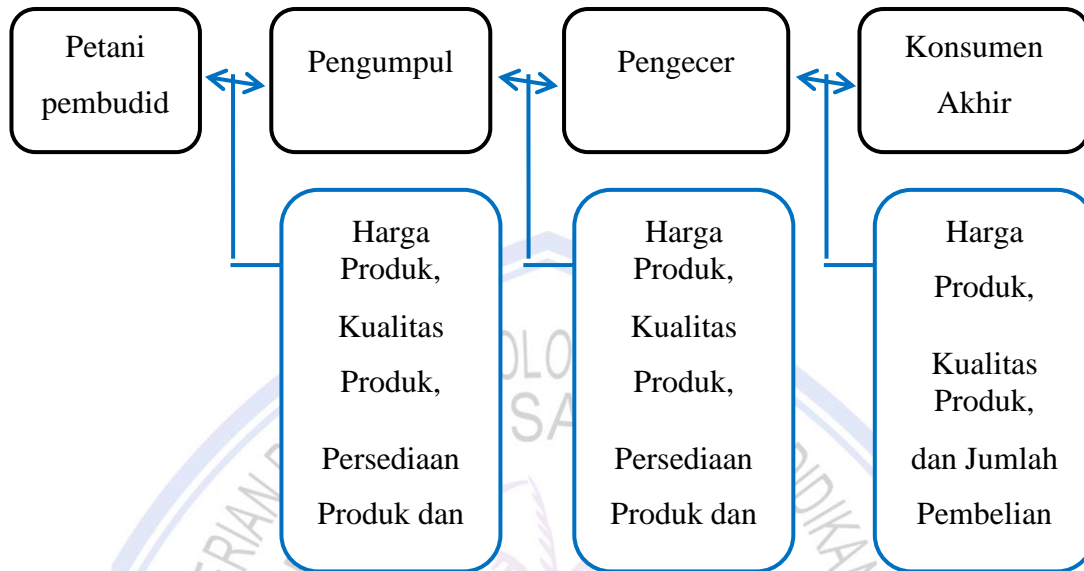 Petani
pembudid
Pengumpul
Pengecer
Konsumen
Akhir
Harga
Produk,
Kualitas
Produk,
Persediaan
Produk dan
Harga
Produk,
Kualitas
Produk,
Persediaan
Produk dan
Harga
Produk,
Kualitas
Produk,
dan Jumlah
Pembelian